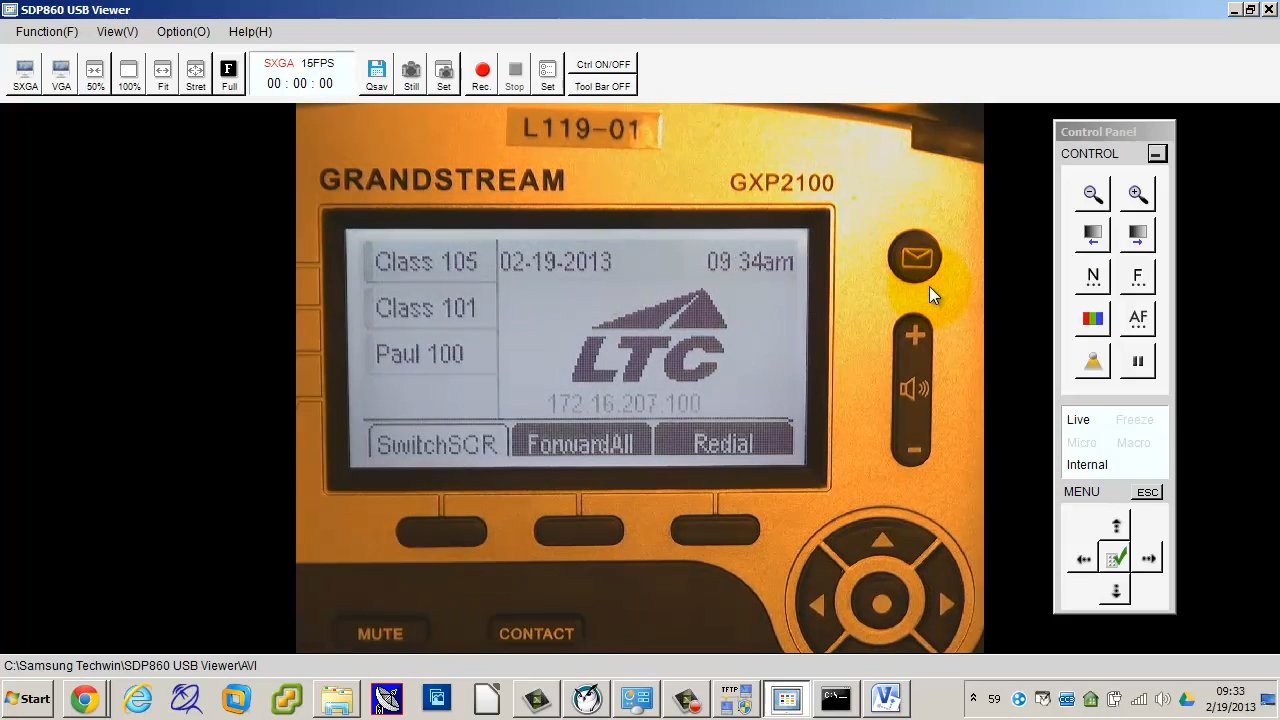 SDP860 USB Viewer
Function(F) View(V) Option(O) Help(H)
SXGA VGA 50% 100% Fit Stret Full
SXGA 15FPS
00 : 00 : 00
Qsav Still Set Rec. Stop Set
Ctrl ON/OFF
Tool Bar OFF
F
L119-01
GRANDSTREAM GXP2100
Class 105 02-19-2013 09 34am
Class 101
Paul 100
LTC
172.16.207.100
SwitchSCR ForwardAll Redial
MUTE CONTACT
Control Panel
CONTROL
N F
AF
Live Freeze
Micro Macro
Internal
MENU ESC
C:\Samsung Techwin\SDP860 USB Viewer\AVI
Start TFTP 59 09:33
2/19/2013